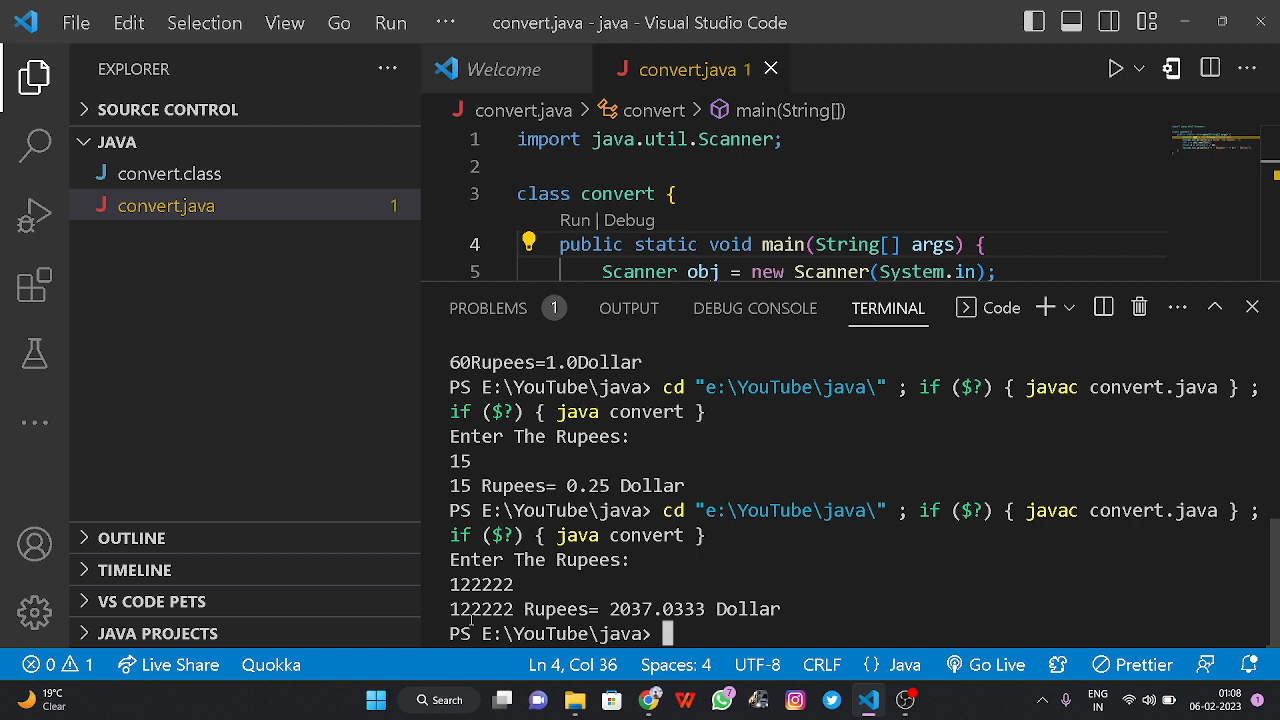 File Edit Selection View Go Run ··· convert.java - java - Visual Studio Code
EXPLORER ···
SOURCE CONTROL
JAVA
convert.class
convert.java 1
OUTLINE
TIMELINE
VS CODE PETS
JAVA PROJECTS
Welcome convert.java 1
convert.java > convert > main(String[])
1 import java.util.Scanner;
2
3 class convert {
Run | Debug
4 public static void main(String[] args) {
5 Scanner obj = new Scanner(System.in);
PROBLEMS 1 OUTPUT DEBUG CONSOLE TERMINAL Code
60Rupees=1.0Dollar
PS E:\YouTube\java> cd "e:\YouTube\java\" ; if ($?) { javac convert.java } ;
if ($?) { java convert }
Enter The Rupees:
15
15 Rupees= 0.25 Dollar
PS E:\YouTube\java> cd "e:\YouTube\java\" ; if ($?) { javac convert.java } ;
if ($?) { java convert }
Enter The Rupees:
122222
122222 Rupees= 2037.0333 Dollar
PS E:\YouTube\java>
0 1 Live Share Quokka Ln 4, Col 36 Spaces: 4 UTF-8 CRLF {} Java Go Live Prettier
19°C
Clear
Search
7
ENG
IN
01:08
06-02-2023
1